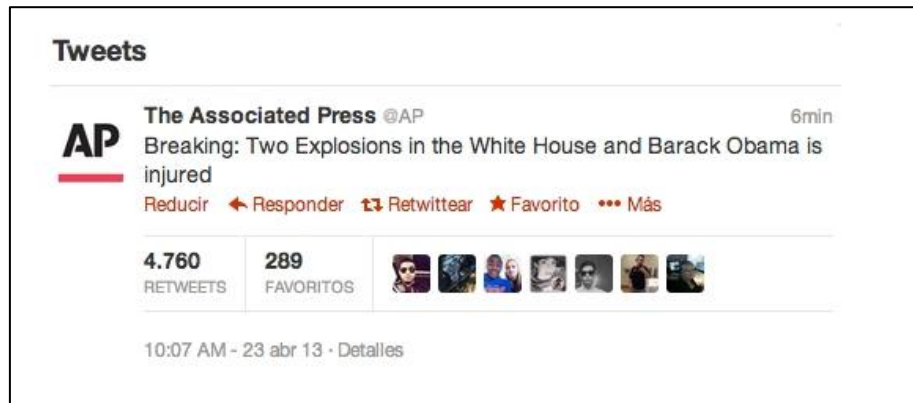 Tweets
The Associated Press @AP 6min
AP
Breaking: Two Explosions in the White House and Barack Obama is
injured
Reducir Responder Retwittear Favorito Más
4.760 289
RETWEETS FAVORITOS
10:07 AM - 23 abr 13 · Detalles